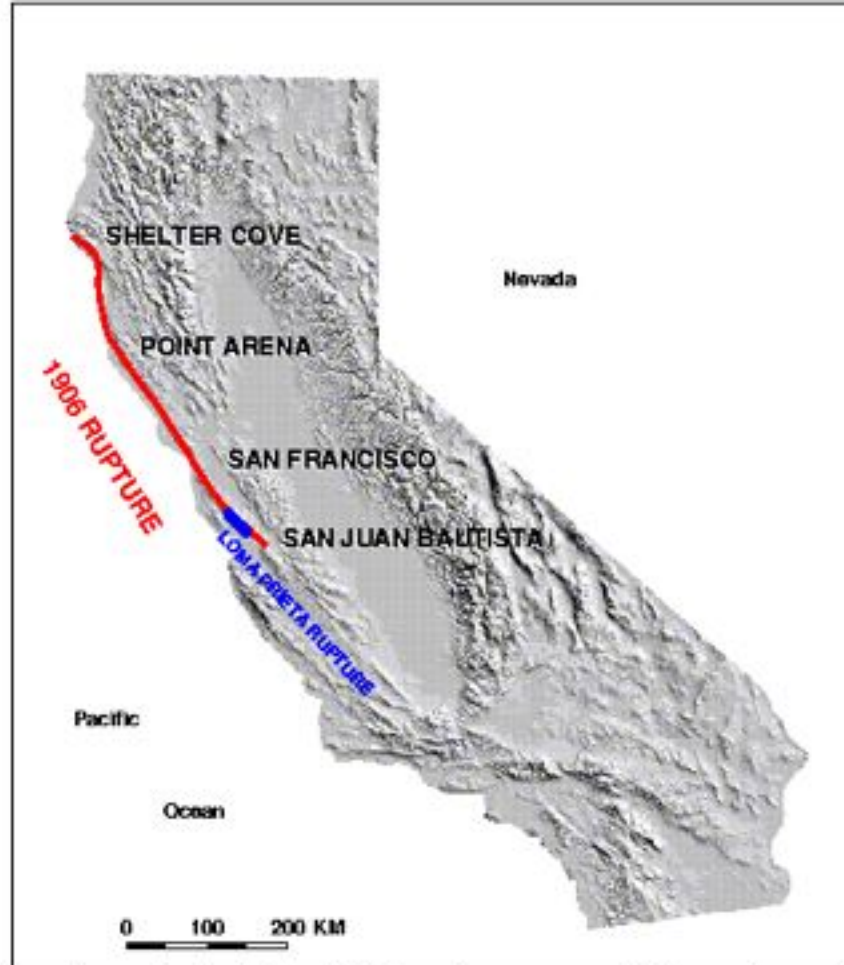 SHELTER COVE
Nevada
POINT ARENA
1906 RUPTURE
SAN FRANCISCO
SAN JUAN BAUTISTA
LOMA PRIETA RUPTURE
Pacific
Ocean
0 100 200 KM